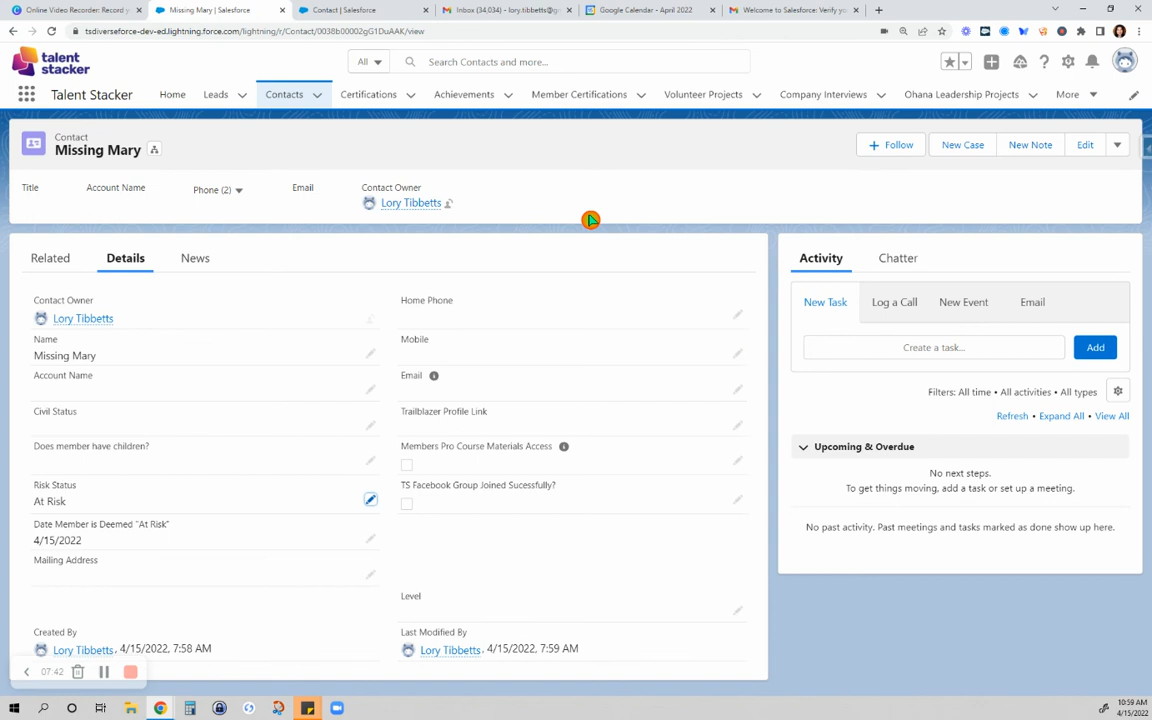 Online Video Recorder: Record y
Missing Mary | Salesforce
Contact | Salesforce
Inbox (34,034) - lory.tibbetts@g
Google Calendar - April 2022
Welcome to Salesforce: Verify yo
tsdiverseforce-dev-ed.lightning.force.com/lightning/r/Contact/0038b00002gG1DuAAK/view
talent stacker
All
Search Contacts and more...
Talent Stacker
Home
Leads
Contacts
Certifications
Achievements
Member Certifications
Volunteer Projects
Company Interviews
Ohana Leadership Projects
More
Contact
Missing Mary
Follow
New Case
New Note
Edit
Title
Account Name
Phone (2)
Email
Contact Owner
Lory Tibbetts
Related
Details
News
Contact Owner
Lory Tibbetts
Name
Missing Mary
Account Name
Civil Status
Does member have children?
Risk Status
At Risk
Date Member is Deemed "At Risk"
4/15/2022
Mailing Address
Created By
Lory Tibbetts, 4/15/2022, 7:58 AM
Home Phone
Mobile
Email
Trailblazer Profile Link
Members Pro Course Materials Access
TS Facebook Group Joined Sucessfully?
Level
Last Modified By
Lory Tibbetts, 4/15/2022, 7:59 AM
Activity
Chatter
New Task
Log a Call
New Event
Email
Create a task...
Add
Filters: All time • All activities • All types
Refresh • Expand All • View All
Upcoming & Overdue
No next steps.
To get things moving, add a task or set up a meeting.
No past activity. Past meetings and tasks marked as done show up here.
07:42
10:59 AM
4/15/2022